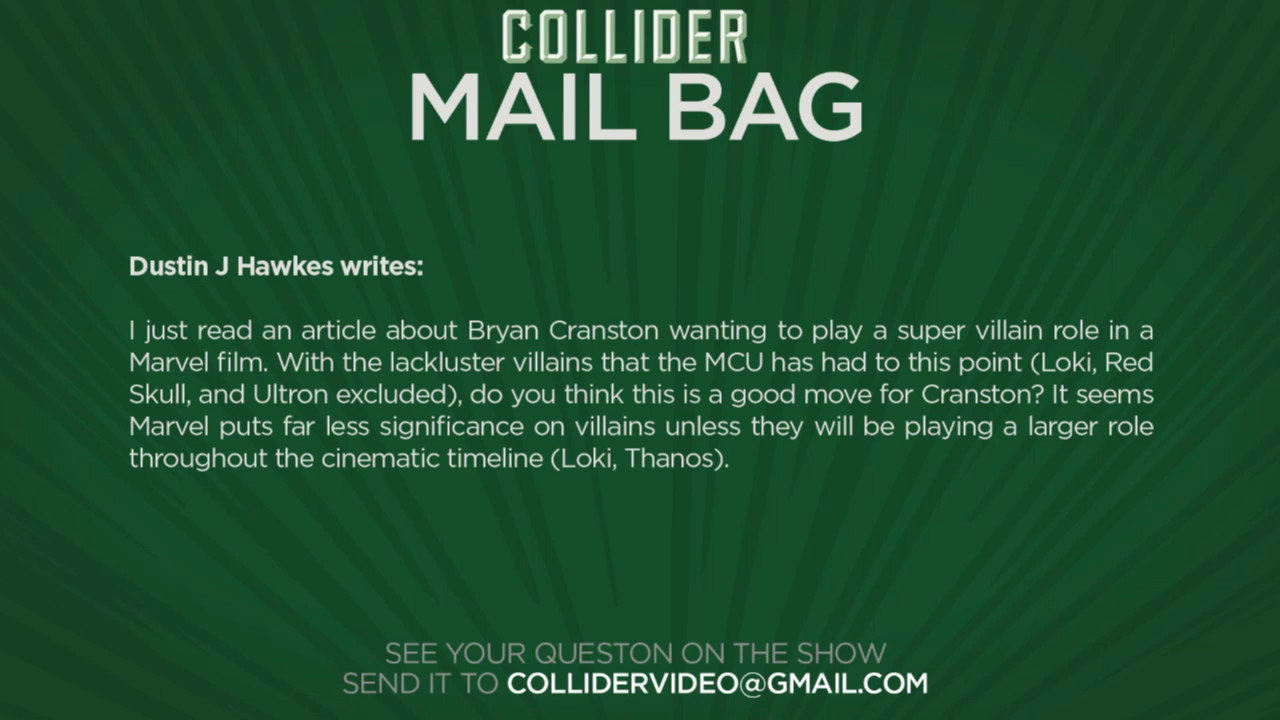 COLLIDER
MAIL BAG
Dustin J Hawkes writes:
I just read an article about Bryan Cranston wanting to play a super villain role in a
Marvel film. With the lackluster villains that the MCU has had to this point (Loki, Red
Skull, and Ultron excluded), do you think this is a good move for Cranston? It seems
Marvel puts far less significance on villains unless they will be playing a larger role
throughout the cinematic timeline (Loki, Thanos).
SEE YOUR QUESTON ON THE SHOW
SEND IT TO COLLIDERVIDEO@GMAIL.COM